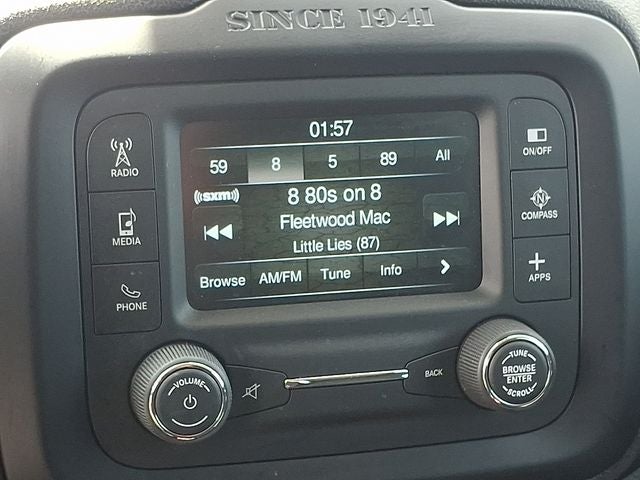 SINCE 1941
01:57
59 8 5 89 All
((sxm))
8 80s on 8
Fleetwood Mac
Little Lies (87)
Browse AM/FM Tune Info
RADIO
MEDIA
PHONE
ON/OFF
N
COMPASS
APPS
VOLUME
BACK
TUNE
BROWSE
ENTER
SCROLL